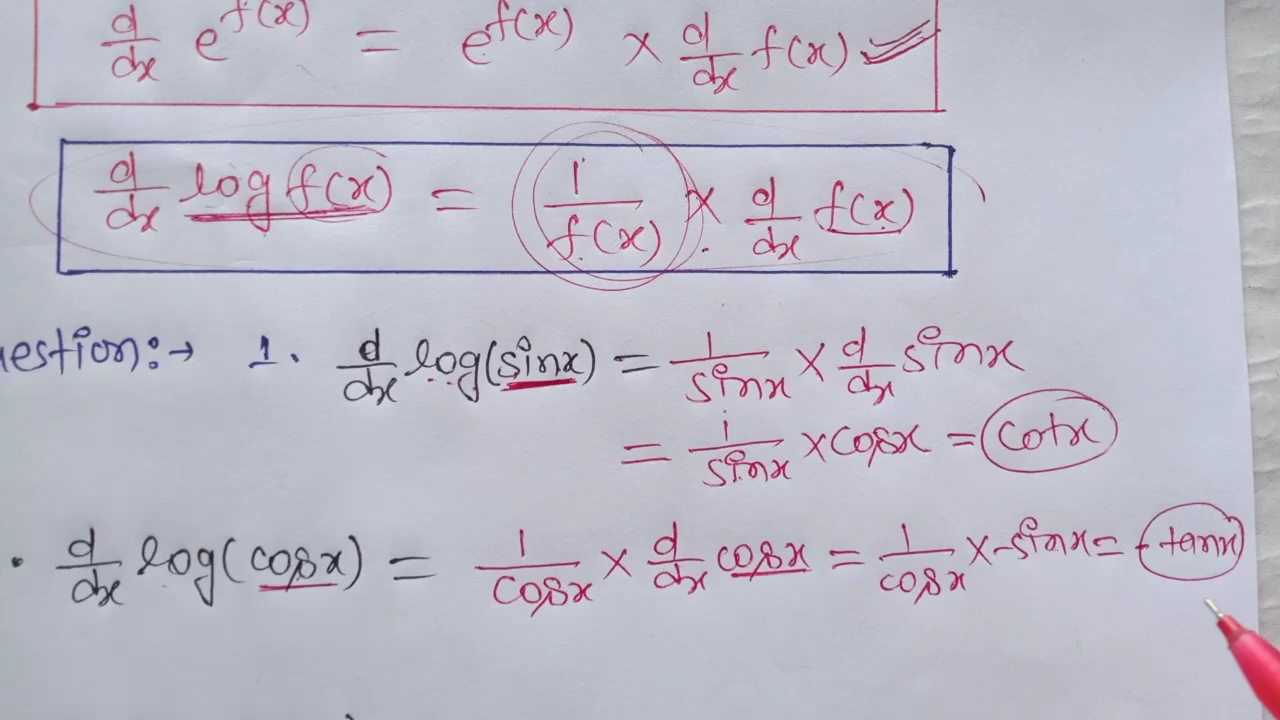 d/dx e^f(x) = e^f(x) × d/dx f(x)
d/dx log f(x) = 1/f(x) × d/dx f(x)
uestion:→ 1. d/dx log(sinx) = 1/sinx × d/dx sinx
= 1/sinx × cosx = cotx
. d/dx log(cosx) = 1/cosx × d/dx cosx = 1/cosx × -sinx = -tanx